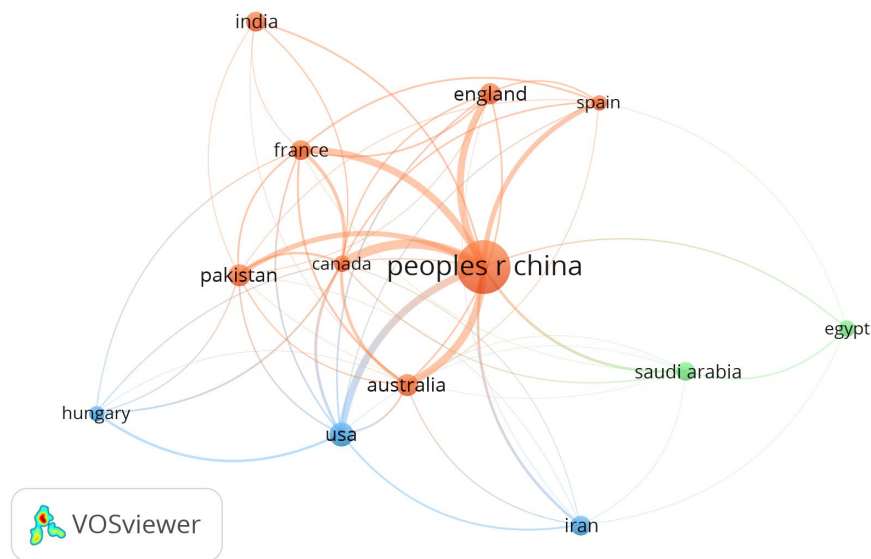 india
england
spain
france
canada
peoples r china
pakistan
egypt
saudi arabia
australia
hungary
usa
iran
VOSviewer